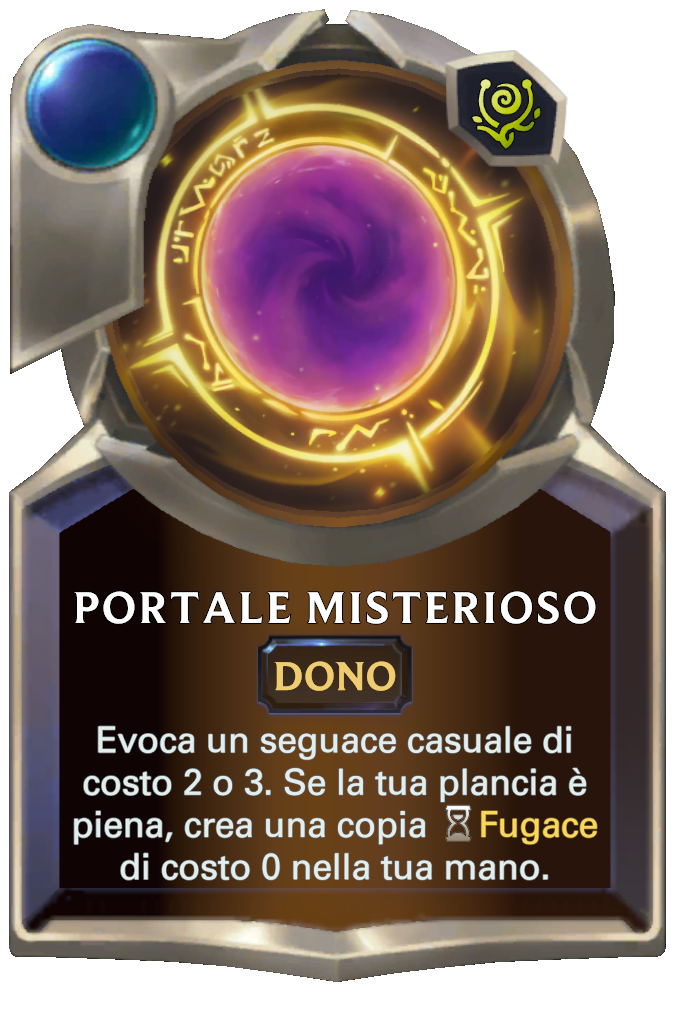 PORTALE MISTERIOSO
DONO
Evoca un seguace casuale di
costo 2 o 3. Se la tua plancia è
piena, crea una copia Fugace
di costo 0 nella tua mano.